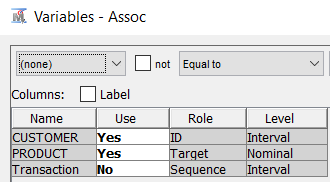 Variables - Assoc
(none) not Equal to
Columns: Label
Name Use Role Level
CUSTOMER Yes ID Interval
PRODUCT Yes Target Nominal
Transaction No Sequence Interval